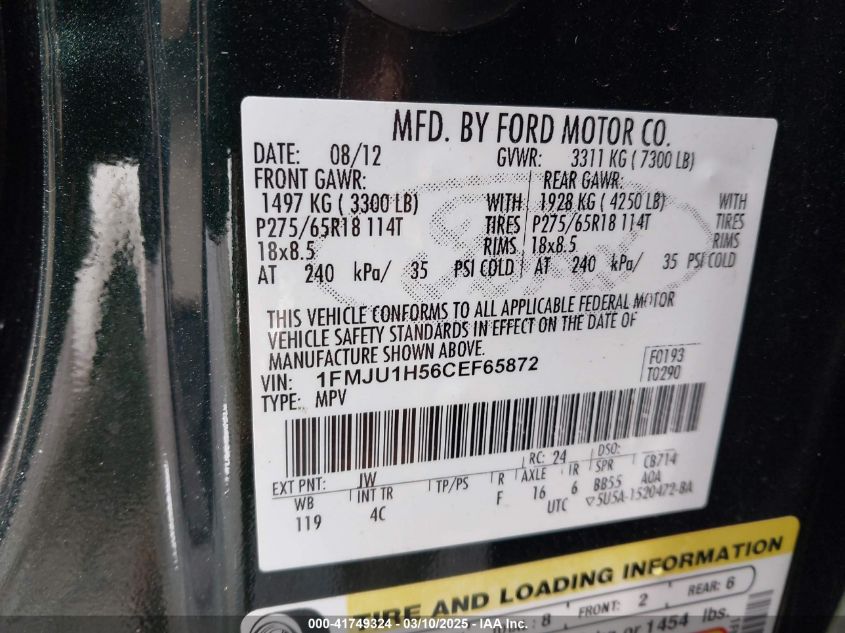 MFD. BY FORD MOTOR CO.
DATE: 08/12 GVWR: 3311 KG ( 7300 LB)
FRONT GAWR: REAR GAWR:
1497 KG ( 3300 LB) WITH 1928 KG ( 4250 LB) WITH
P275/65R18 114T TIRES P275/65R18 114T TIRES
18x8.5 RIMS 18x8.5 RIMS
AT 240 kPa/ 35 PSI COLD AT 240 kPa/ 35 PSI COLD
THIS VEHICLE CONFORMS TO ALL APPLICABLE FEDERAL MOTOR
VEHICLE SAFETY STANDARDS IN EFFECT ON THE DATE OF
MANUFACTURE SHOWN ABOVE.
VIN: 1FMJU1H56CEF65872 F0193
TYPE: MPV T0290
RC: 24 DSO:
EXT PNT: JW AXLE IR SPR CB714
WB INT TR TP/PS R 16 6 BB55 AOA
119 4C F UTC ▽5U5A-1520472-BA
TIRE AND LOADING INFORMATION
: 8 FRONT: 2 REAR: 6
or 1454 lbs.
000-41749324 - 03/10/2025 - IAAI.COM